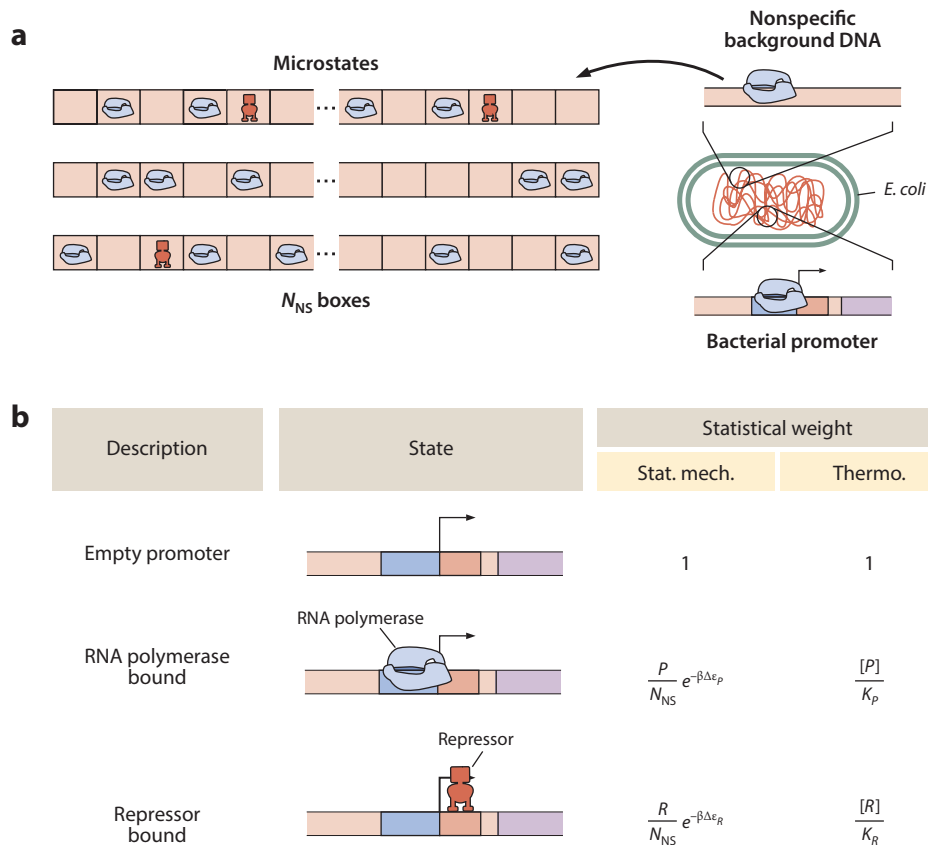 a
Microstates
Nonspecific
background DNA
...
...
...
N_NS boxes
E. coli
Bacterial promoter
b
Description
State
Statistical weight
Stat. mech.
Thermo.
Empty promoter
1
1
RNA polymerase
RNA polymerase
bound
P/N_NS e^{−βΔε_P}
[P]/K_P
Repressor
Repressor
bound
R/N_NS e^{−βΔε_R}
[R]/K_R